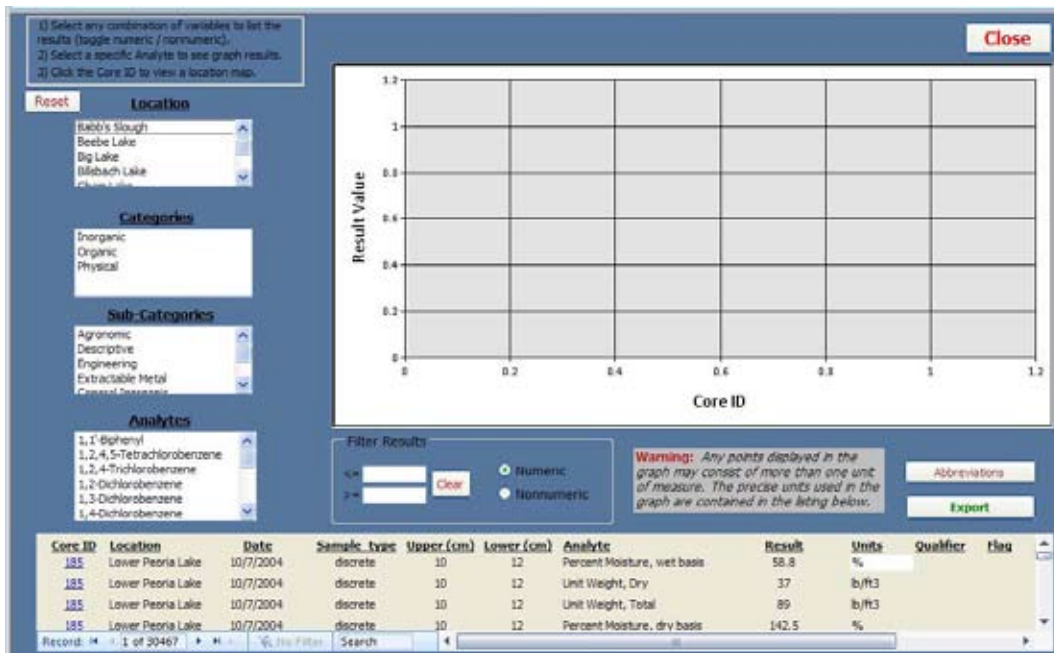 1) Select any combination of variables to list the
results (toggle numeric / nonnumeric).
2) Select a specific Analyte to see graph results.
3) Click the Core ID to view a location map.
Close
Reset
Location
Babb's Slough
Beebe Lake
Big Lake
Billsbach Lake
Categories
Inorganic
Organic
Physical
Sub-Categories
Agronomic
Descriptive
Engineering
Extractable Metal
General Inorganic
Analytes
1,1'-Biphenyl
1,2,4,5-Tetrachlorobenzene
1,2,4-Trichlorobenzene
1,2-Dichlorobenzene
1,3-Dichlorobenzene
1,4-Dichlorobenzene
Result Value
1.2
1
0.8
0.6
0.4
0.2
0
0 0.2 0.4 0.6 0.8 1 1.2
Core ID
Filter Results
<=
>=
Clear
Numeric
Nonnumeric
Warning: Any points displayed in the
graph may consist of more than one unit
of measure. The precise units used in the
graph are contained in the listing below.
Abbreviations
Export
Core ID Location Date Sample_type Upper (cm) Lower (cm) Analyte Result Units Qualifier Flag
185 Lower Peoria Lake 10/7/2004 discrete 10 12 Percent Moisture, wet basis 58.8 %
185 Lower Peoria Lake 10/7/2004 discrete 10 12 Unit Weight, Dry 37 lb/ft3
185 Lower Peoria Lake 10/7/2004 discrete 10 12 Unit Weight, Total 89 lb/ft3
185 Lower Peoria Lake 10/7/2004 discrete 10 12 Percent Moisture, dry basis 142.5 %
Record: 1 of 30467 No Filter Search